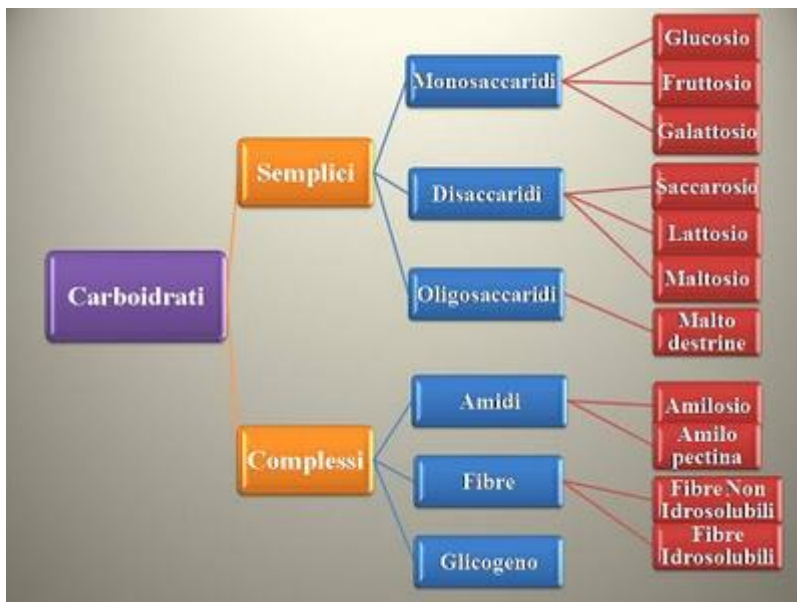 Carboidrati
Semplici
Monosaccaridi
Glucosio
Fruttosio
Galattosio
Disaccaridi
Saccarosio
Lattosio
Maltosio
Oligosaccaridi
Malto
destrine
Complessi
Amidi
Amilosio
Amilo
pectina
Fibre
Fibre Non
Idrosolubili
Fibre
Idrosolubili
Glicogeno